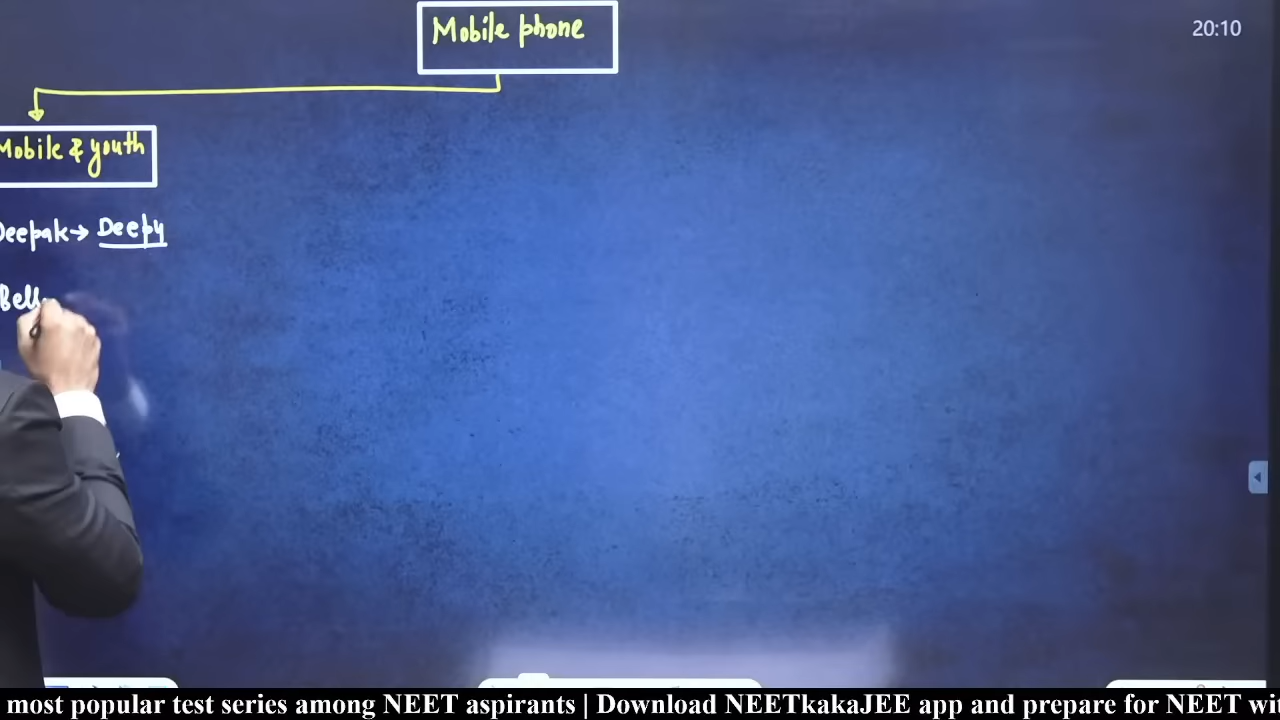 Mobile phone
20:10
Mobile & youth
Deepak → Deepy
most popular test series among NEET aspirants | Download NEETkakaJEE app and prepare for NEET wi